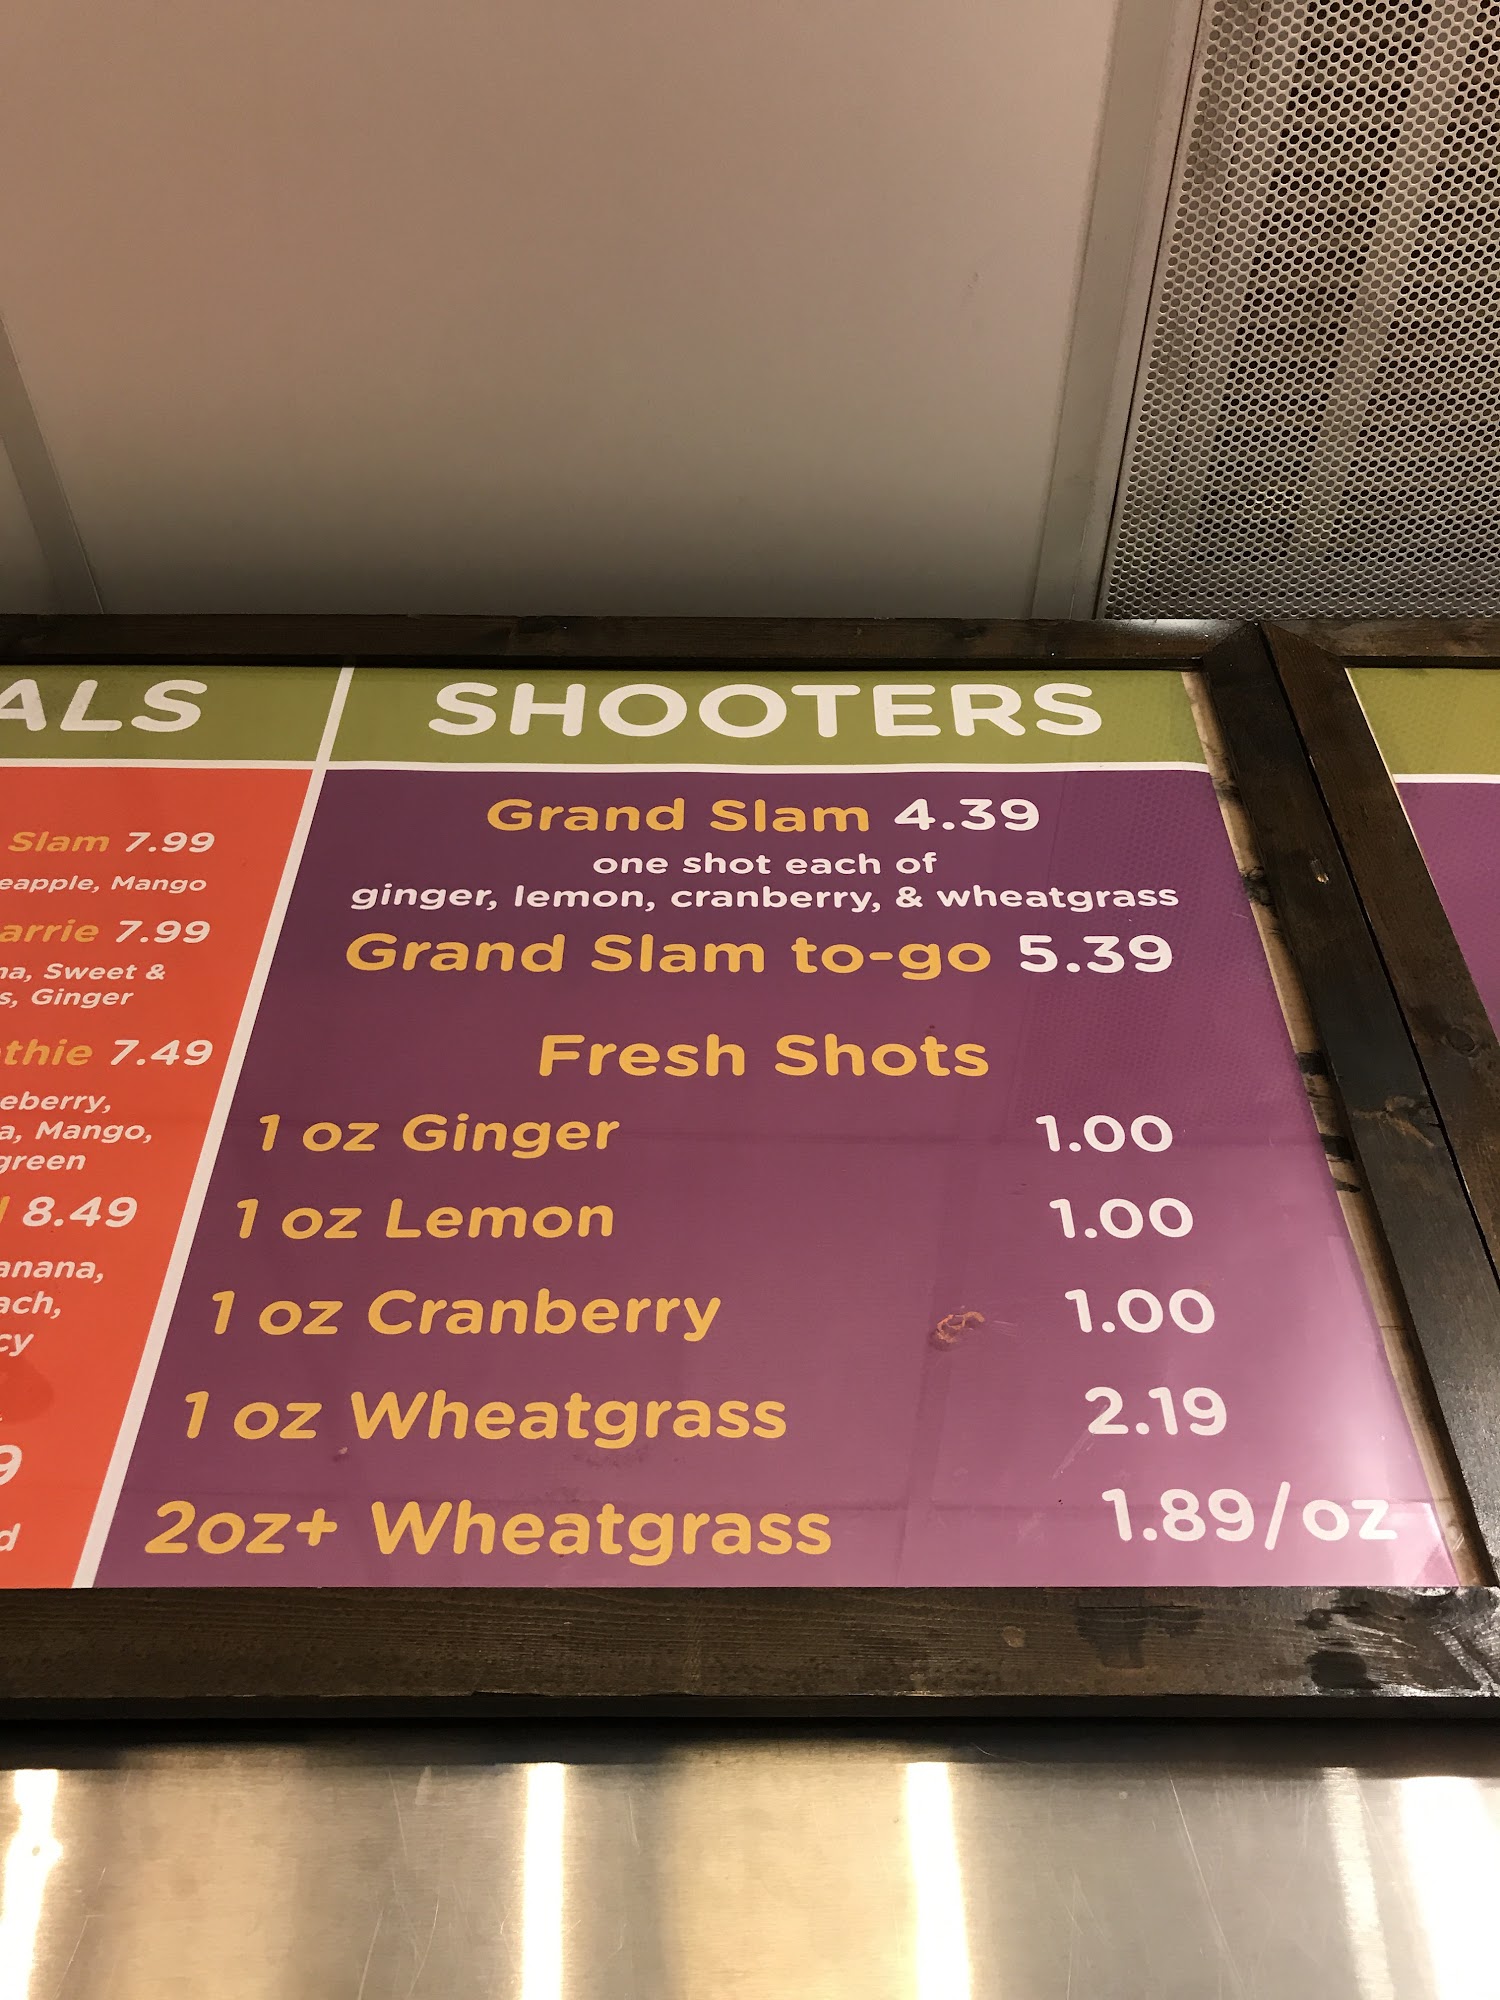 ALS
Slam 7.99
eapple, Mango
arrie 7.99
na, Sweet &
s, Ginger
thie 7.49
eberry,
a, Mango,
green
8.49
anana,
ach,
cy
9
d
SHOOTERS
Grand Slam 4.39
one shot each of
ginger, lemon, cranberry, & wheatgrass
Grand Slam to-go 5.39
Fresh Shots
1 oz Ginger 1.00
1 oz Lemon 1.00
1 oz Cranberry 1.00
1 oz Wheatgrass 2.19
2oz+ Wheatgrass 1.89/oz